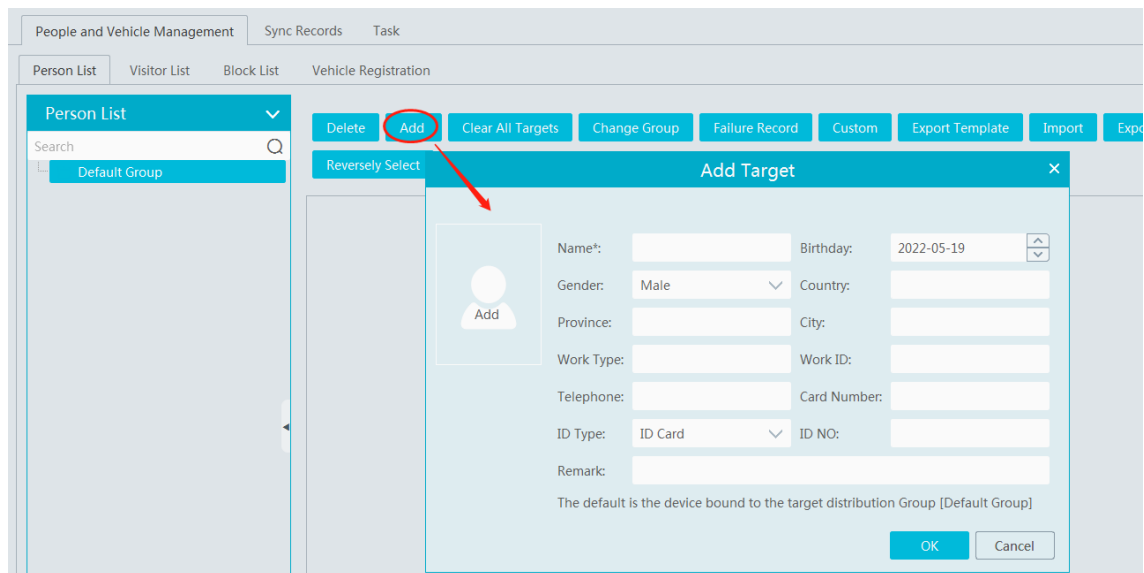 People and Vehicle Management Sync Records Task
Person List Visitor List Block List Vehicle Registration
Person List
Search
Default Group
Delete Add Clear All Targets Change Group Failure Record Custom Export Template Import Expo
Reversely Select
Add Target
Add
Name*: Birthday: 2022-05-19
Gender: Male Country:
Province: City:
Work Type: Work ID:
Telephone: Card Number:
ID Type: ID Card ID NO:
Remark:
The default is the device bound to the target distribution Group [Default Group]
OK Cancel